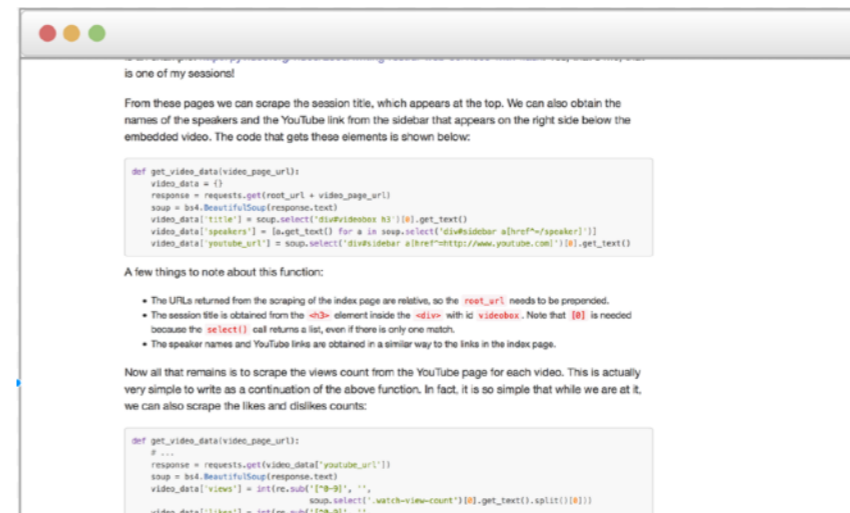 is one of my sessions!
From these pages we can scrape the session title, which appears at the top. We can also obtain the
names of the speakers and the YouTube link from the sidebar that appears on the right side below the
embedded video. The code that gets these elements is shown below:
def get_video_data(video_page_url):
video_data = {}
response = requests.get(root_url + video_page_url)
soup = bs4.BeautifulSoup(response.text)
video_data['title'] = soup.select('div#videobox h3')[0].get_text()
video_data['speakers'] = [a.get_text() for a in soup.select('div#sidebar a[href^=/speaker]')]
video_data['youtube_url'] = soup.select('div#sidebar a[href^=http://www.youtube.com]')[0].get_text()
A few things to note about this function:
• The URLs returned from the scraping of the index page are relative, so the root_url needs to be prepended.
• The session title is obtained from the <h3> element inside the <div> with id videobox. Note that [0] is needed
because the select() call returns a list, even if there is only one match.
• The speaker names and YouTube links are obtained in a similar way to the links in the index page.
Now all that remains is to scrape the views count from the YouTube page for each video. This is actually
very simple to write as a continuation of the above function. In fact, it is so simple that while we are at it,
we can also scrape the likes and dislikes counts:
def get_video_data(video_page_url):
# ...
response = requests.get(video_data['youtube_url'])
soup = bs4.BeautifulSoup(response.text)
video_data['views'] = int(re.sub('[^0-9]', '',
soup.select('.watch-view-count')[0].get_text().split()[0]))
video_data['likes'] = int(re.sub('[^0-9]', '',